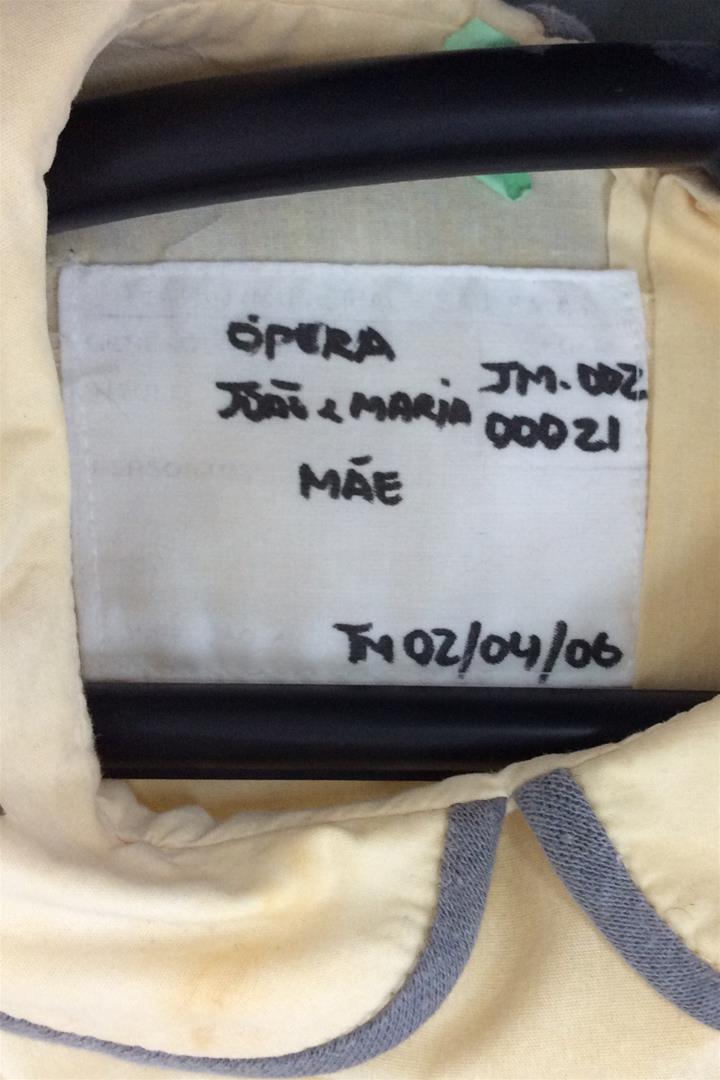 ÓPERA
JOÃO e MARIA
JM.002
00021
MÃE
TM 02/04/06